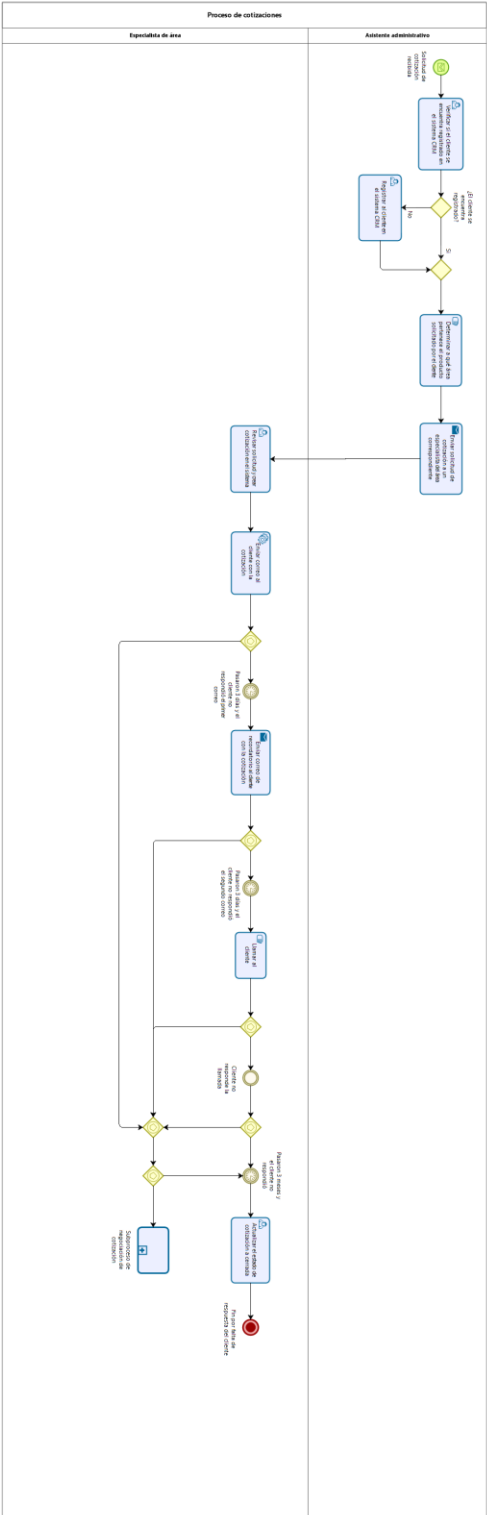 Proceso de cotizaciones
Especialista de área
Asistente administrativo
Solicitud de
cotización
recibida
Verificar si el cliente se
encuentra registrado en
el sistema CRM
¿El cliente se
encuentra
registrado?
No
Sí
Registrar al cliente en
el sistema CRM
Determinar a qué área
pertenece el producto
solicitado por el cliente
Enviar solicitud de
cotización a un
especialista del área
correspondiente
Revisar solicitud y crear
cotización en el sistema
Enviar correo al
cliente con la
cotización
Pasaron 3 días y el
cliente no
respondió el primer
correo
Enviar correo de
recordatorio al cliente
con la cotización
Pasaron 3 días y el
cliente no respondió
el segundo correo
Llamar al
cliente
Cliente no
responde la
llamada
Pasaron 3 meses y
el cliente no
respondió
Subproceso de
negociación de
cotización
Actualizar el estado de
cotización a cerrada
Fin por falta de
respuesta del cliente